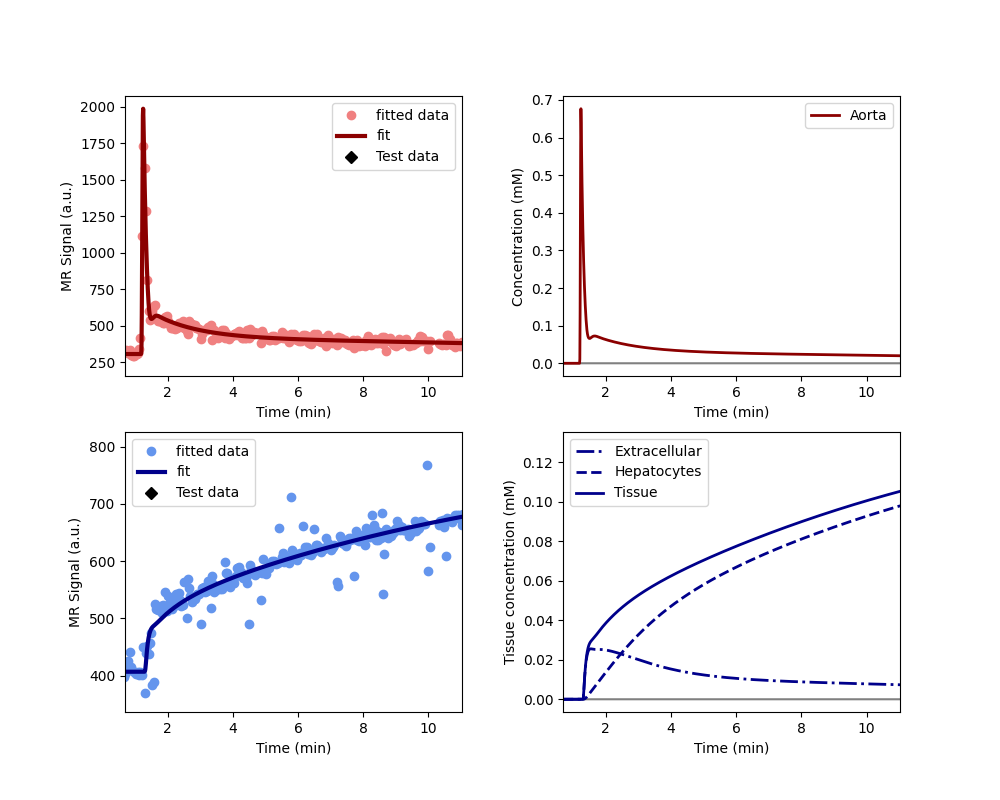 2000
1750
1500
1250
1000
750
500
250
MR Signal (a.u.)
fitted data
fit
Test data
2 4 6 8 10
Time (min)
0.7
0.6
0.5
0.4
0.3
0.2
0.1
0.0
Concentration (mM)
Aorta
2 4 6 8 10
Time (min)
800
700
600
500
400
MR Signal (a.u.)
fitted data
fit
Test data
2 4 6 8 10
Time (min)
0.12
0.10
0.08
0.06
0.04
0.02
0.00
Tissue concentration (mM)
Extracellular
Hepatocytes
Tissue
2 4 6 8 10
Time (min)